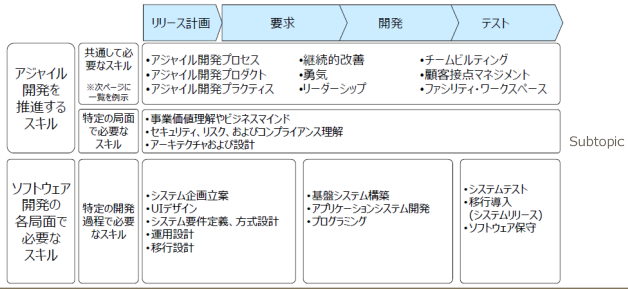 リリース計画
要求
開発
テスト
アジャイル
開発を
推進する
スキル
共通して必
要なスキル
※次ページに
一覧を例示
・アジャイル開発プロセス
・アジャイル開発プロダクト
・アジャイル開発プラクティス
・継続的改善
・勇気
・リーダーシップ
・チームビルティング
・顧客接点マネジメント
・ファシリティ・ワークスペース
特定の局面
で必要な
スキル
・事業価値理解やビジネスマインド
・セキュリティ、リスク、およびコンプライアンス理解
・アーキテクチャおよび設計
Subtopic
ソフトウェア
開発の
各局面で
必要な
スキル
特定の開発
過程で必要
なスキル
・システム企画立案
・UIデザイン
・システム要件定義、方式設計
・運用設計
・移行設計
・基盤システム構築
・アプリケーションシステム開発
・プログラミング
・システムテスト
・移行導入
(システムリリース)
・ソフトウェア保守